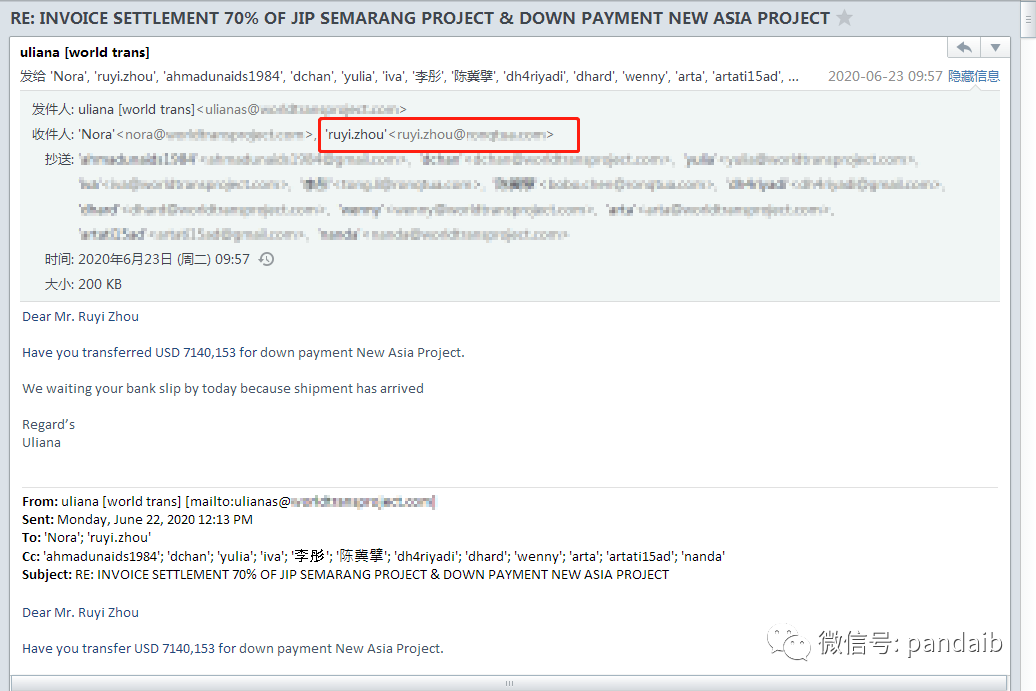 RE: INVOICE SETTLEMENT 70% OF JIP SEMARANG PROJECT & DOWN PAYMENT NEW ASIA PROJECT
uliana [world trans]
发给 'Nora', 'ruyi.zhou', 'ahmadunaids1984', 'dchan', 'yulia', 'iva', '李彤', '陈冀擘', 'dh4riyadi', 'dhard', 'wenny', 'arta', 'artati15ad', ... 2020-06-23 09:57 隐藏信息
发件人: uliana [world trans]<ulianas@
收件人: 'Nora'<nora@ 'ruyi.zhou'<ruyi.zhou@
抄送:
时间: 2020年6月23日 (周二) 09:57
大小: 200 KB
Dear Mr. Ruyi Zhou
Have you transferred USD 7140,153 for down payment New Asia Project.
We waiting your bank slip by today because shipment has arrived
Regard's
Uliana
From: uliana [world trans] [mailto:ulianas@
Sent: Monday, June 22, 2020 12:13 PM
To: 'Nora'; 'ruyi.zhou'
Cc: 'ahmadunaids1984'; 'dchan'; 'yulia'; 'iva'; '李彤'; '陈冀擘'; 'dh4riyadi'; 'dhard'; 'wenny'; 'arta'; 'artati15ad'; 'nanda'
Subject: RE: INVOICE SETTLEMENT 70% OF JIP SEMARANG PROJECT & DOWN PAYMENT NEW ASIA PROJECT
Dear Mr. Ruyi Zhou
Have you transfer USD 7140,153 for down payment New Asia Project.
微信号: pandaib